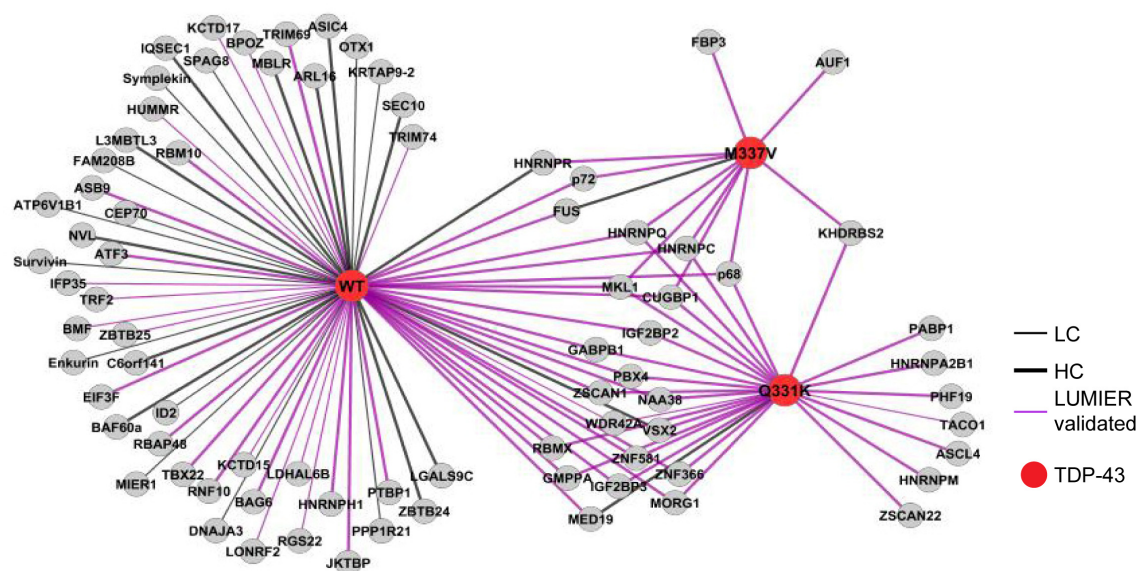 KCTD17
TRIM69
ASIC4
IQSEC1
BPOZ
OTX1
SPAG8
MBLR
ARL16
KRTAP9-2
Symplekin
SEC10
HUMMR
TRIM74
L3MBTL3
RBM10
FAM208B
ASB9
ATP6V1B1
CEP70
NVL
ATF3
Survivin
IFP35
TRF2
BMF
ZBTB25
Enkurin
C6orf141
EIF3F
BAF60a
ID2
RBAP48
MIER1
TBX22
KCTD15
RNF10
LDHAL6B
BAG6
HNRNPH1
DNAJA3
LONRF2
RGS22
JKTBP
PTBP1
PPP1R21
ZBTB24
LGALS9C
WT
FBP3
AUF1
M337V
HNRNPR
p72
FUS
HNRNPQ
HNRNPC
KHDRBS2
p68
MKL1
CUGBP1
IGF2BP2
GABPB1
PBX4
ZSCAN1
NAA38
WDR42A
VSX2
RBMX
ZNF581
GMPPA
ZNF366
IGF2BP3
MORG1
MED19
Q331K
PABP1
HNRNPA2B1
PHF19
TACO1
ASCL4
HNRNPM
ZSCAN22
LC
HC
LUMIER
validated
TDP-43